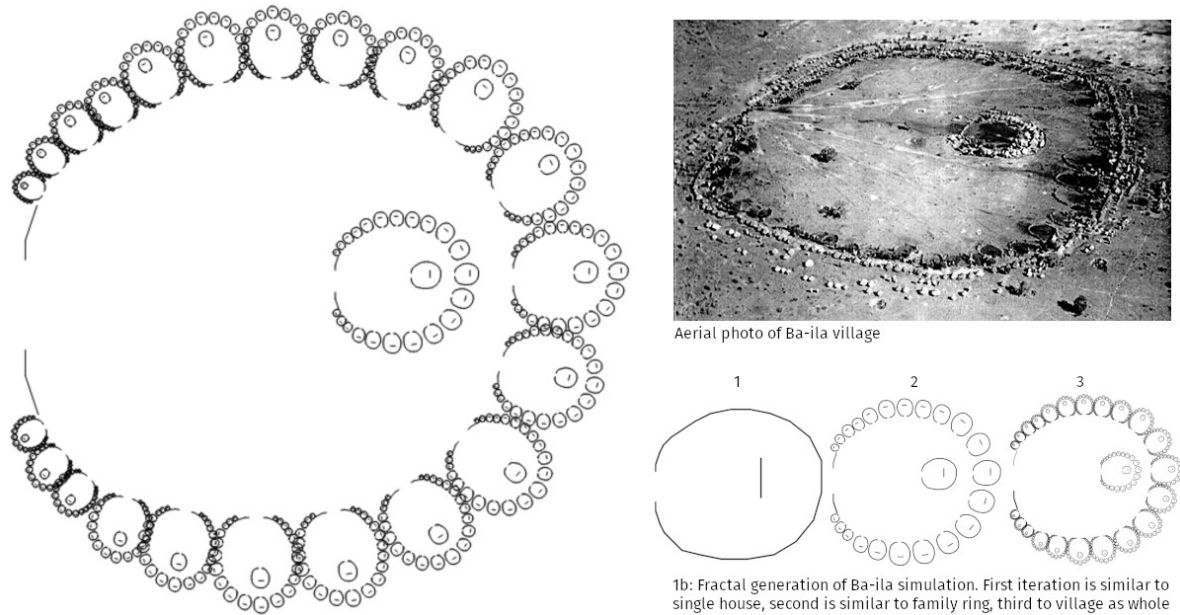 Aerial photo of Ba-ila village
1 2 3
1b: Fractal generation of Ba-ila simulation. First iteration is similar to
single house, second is similar to family ring, third to village as whole